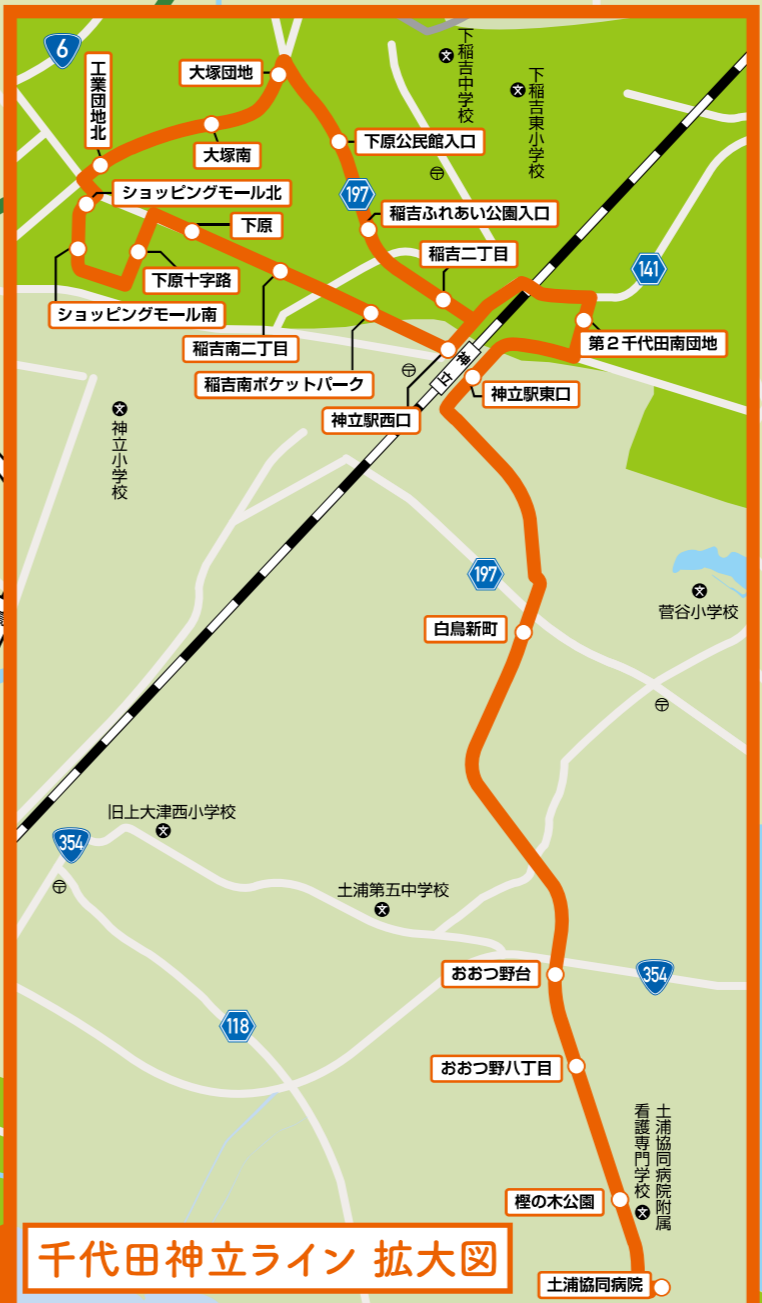 6
工業団地北
大塚団地
大塚南
下稲吉中学校
下稲吉東小学校
下原公民館入口
ショッピングモール北
197
稲吉ふれあい公園入口
下原
稲吉二丁目
141
下原十字路
ショッピングモール南
稲吉南二丁目
第2千代田南団地
稲吉南ポケットパーク
神立
神立駅東口
神立駅西口
神立小学校
197
菅谷小学校
白鳥新町
旧上大津西小学校
354
土浦第五中学校
おおつ野台
354
118
おおつ野八丁目
土浦協同病院附属
看護専門学校
樫の木公園
千代田神立ライン 拡大図
土浦協同病院